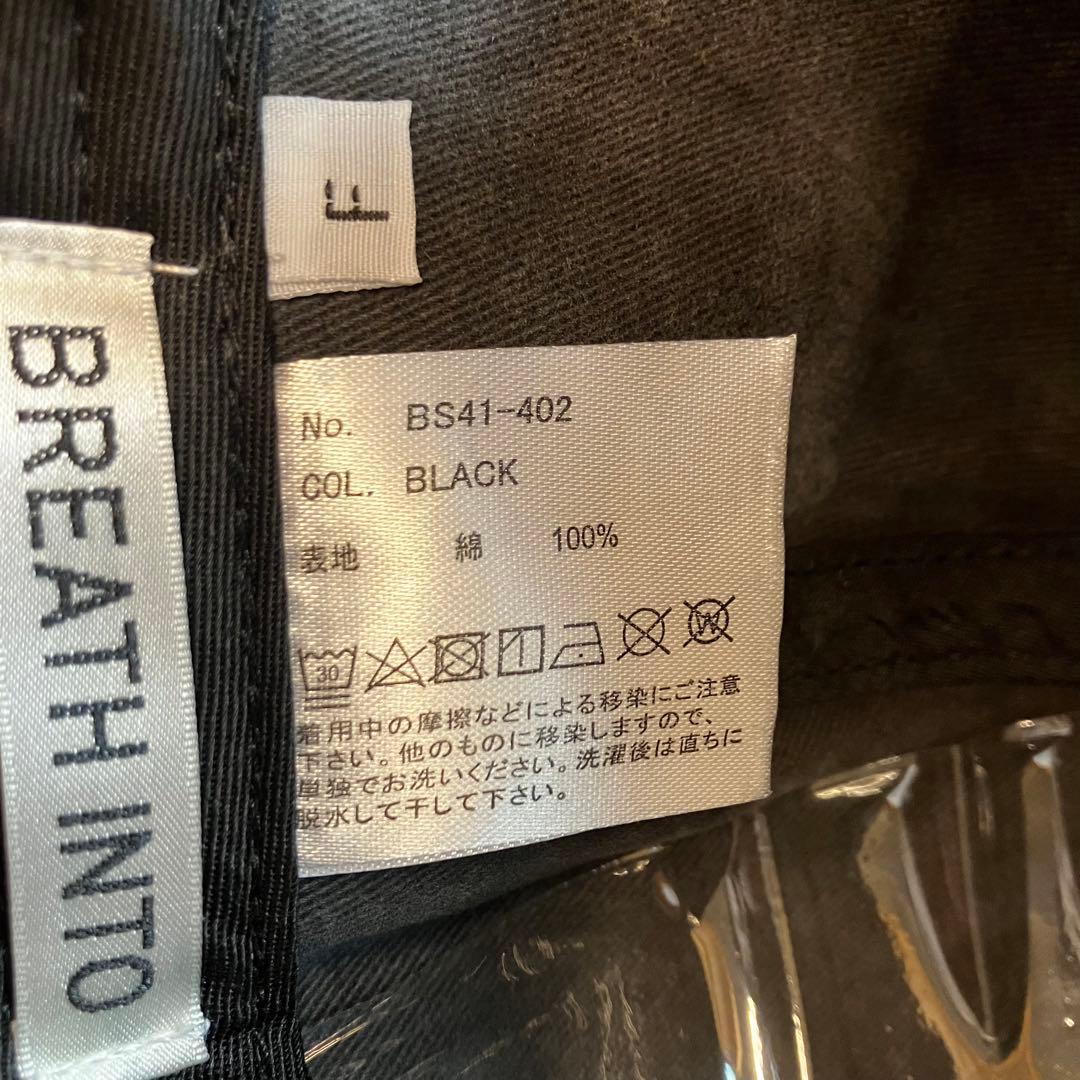 F
BREATH INTO
No. BS41-402
COL. BLACK
表地 綿 100%
30
W
着用中の摩擦などによる移染にご注意
下さい。他のものに移染しますので、
単独でお洗いください。洗濯後は直ちに
脱水して干して下さい。